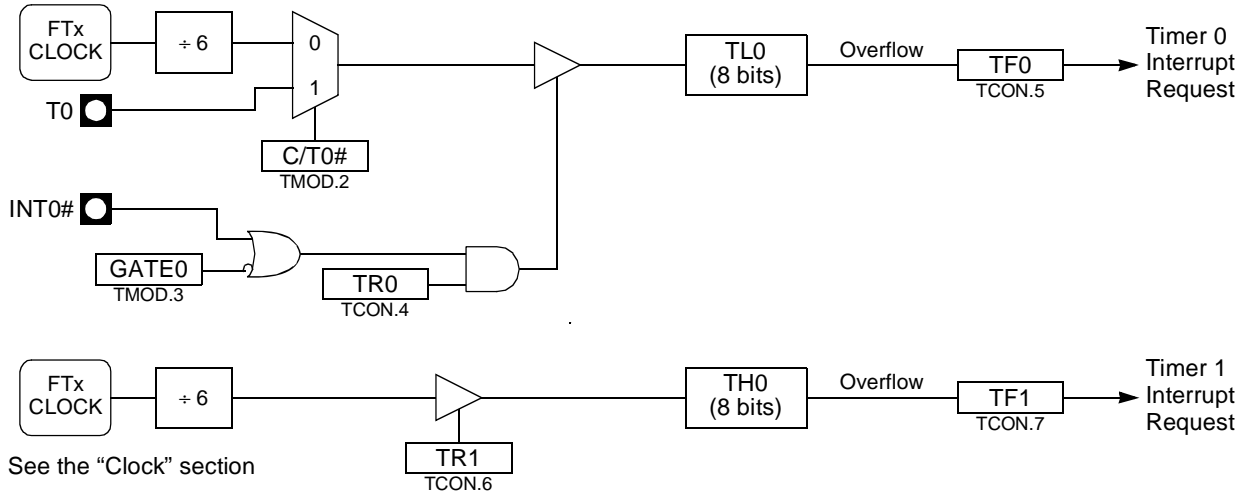 FTx
CLOCK
÷ 6
0
1
T0
C/T0#
TMOD.2
TL0
(8 bits)
Overflow
TF0
TCON.5
Timer 0
Interrupt
Request
INT0#
GATE0
TMOD.3
TR0
TCON.4
FTx
CLOCK
÷ 6
TR1
TCON.6
TH0
(8 bits)
Overflow
TF1
TCON.7
Timer 1
Interrupt
Request
See the “Clock” section